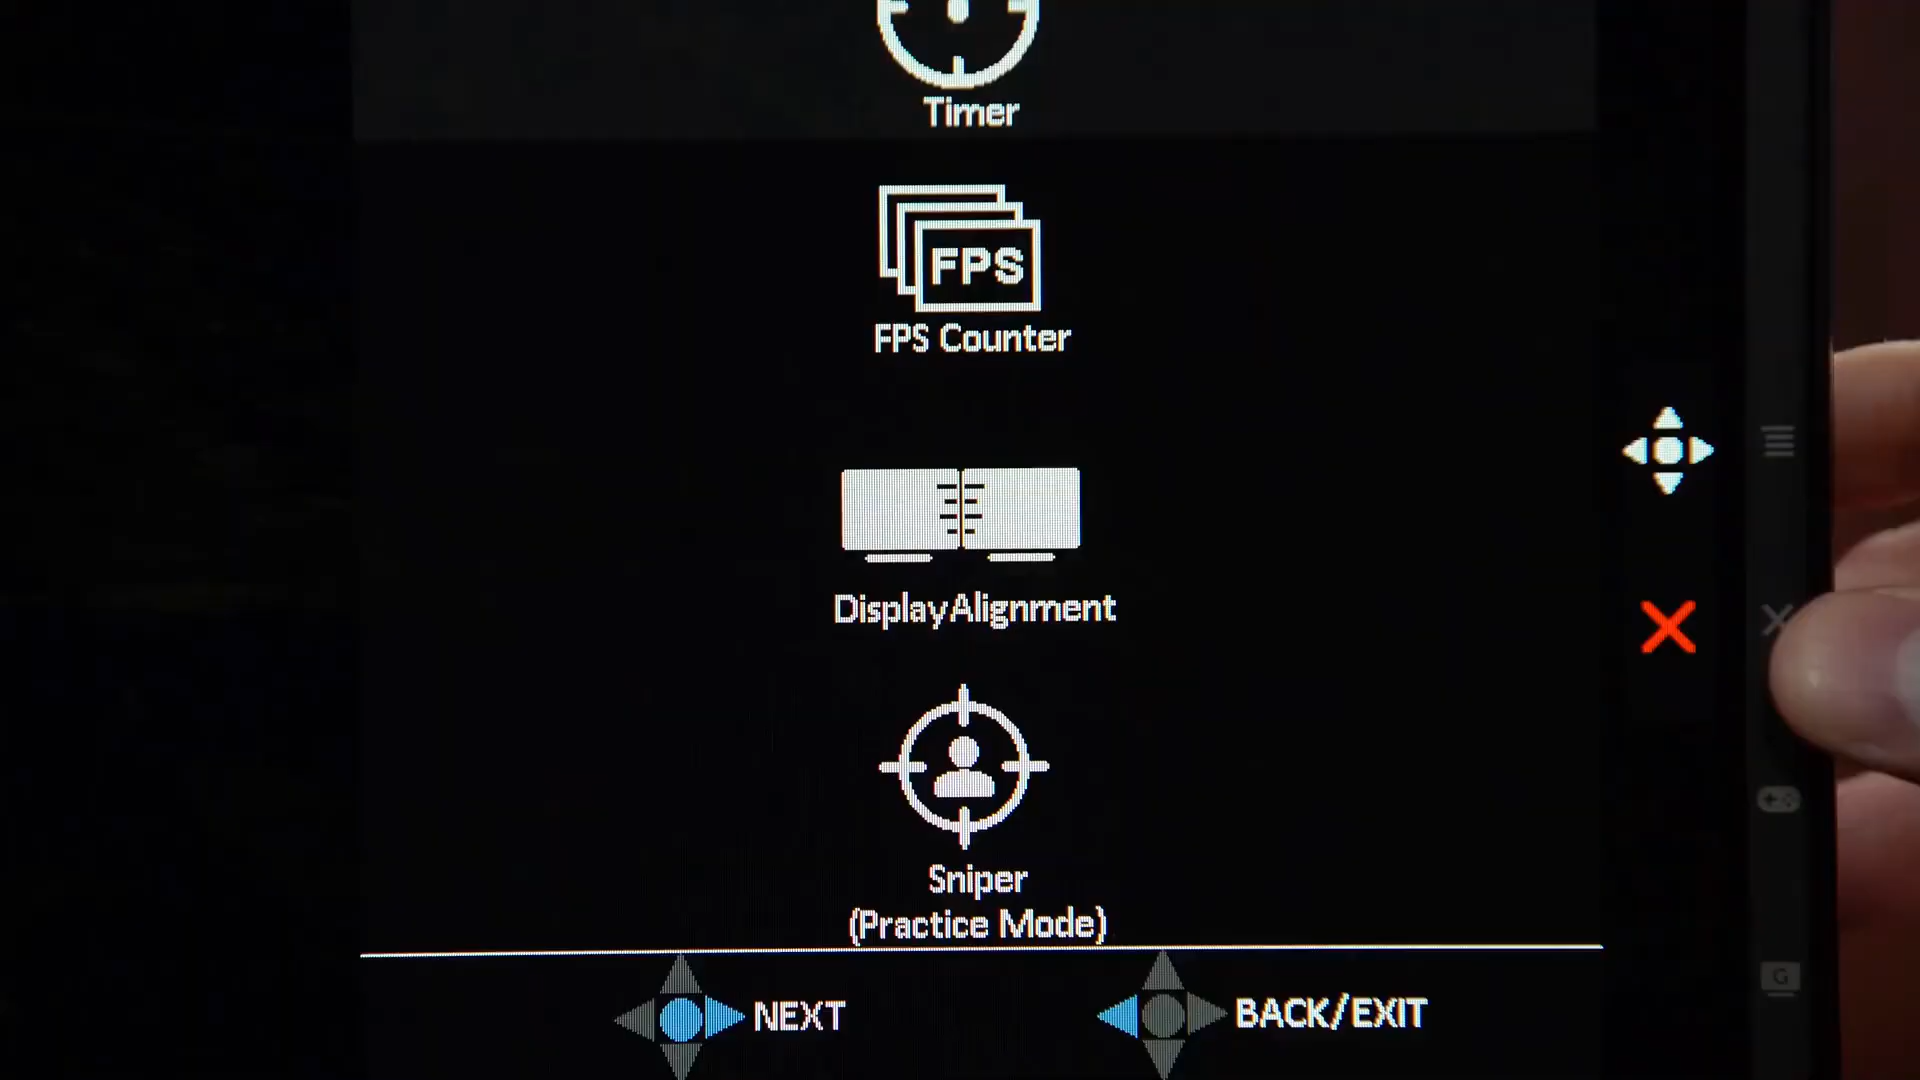 Timer
FPS
FPS Counter
DisplayAlignment
Sniper
(Practice Mode)
NEXT
BACK/EXIT
G